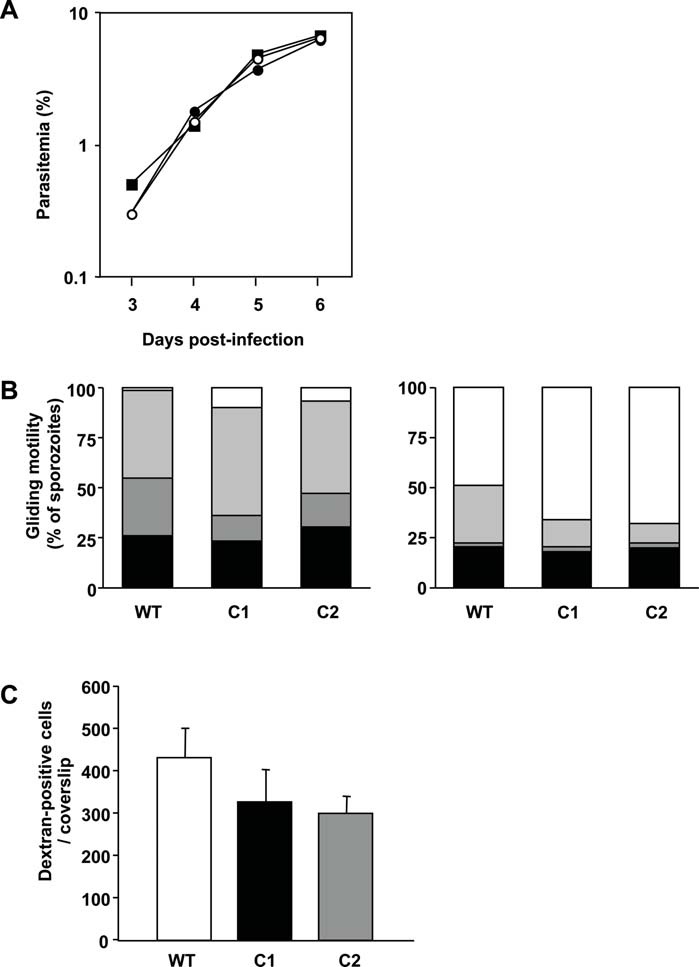 A
Parasitemia (%)
10
1
0.1
3 4 5 6
Days post-infection
B
Gliding motility
(% of sporozoites)
100
75
50
25
0
WT C1 C2
100
75
50
25
0
WT C1 C2
C
Dextran-positive cells
/ coverslip
600
500
400
300
200
100
0
WT C1 C2